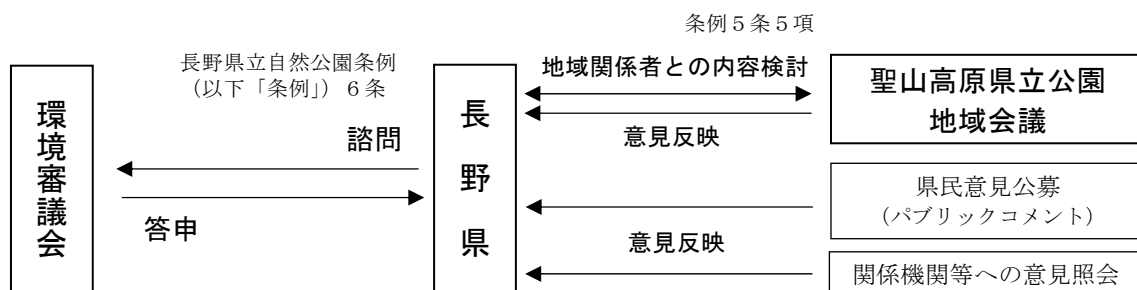 条例５条５項
長野県立自然公園条例
（以下「条例」）６条
地域関係者との内容検討
聖山高原県立公園
地域会議
環境審議会
長野県
諮問
意見反映
県民意見公募
（パブリックコメント）
答申
意見反映
関係機関等への意見照会